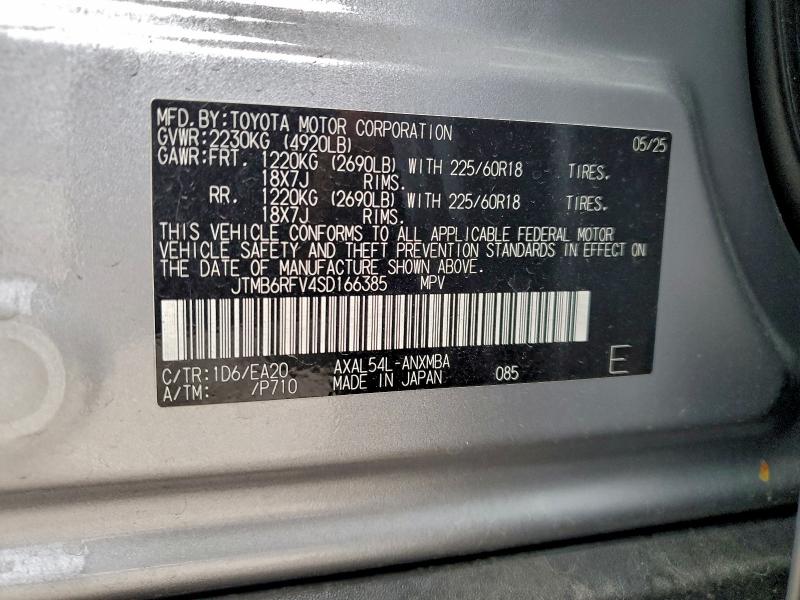 MFD.BY:TOYOTA MOTOR CORPORATION 05/25
GVWR:2230KG (4920LB)
GAWR:FRT. 1220KG (2690LB) WITH 225/60R18 TIRES.
18X7J RIMS.
RR. 1220KG (2690LB) WITH 225/60R18 TIRES.
18X7J RIMS.
THIS VEHICLE CONFORMS TO ALL APPLICABLE FEDERAL MOTOR
VEHICLE SAFETY AND THEFT PREVENTION STANDARDS IN EFFECT ON
THE DATE OF MANUFACTURE SHOWN ABOVE.
JTMB6RFV4SD166385 MPV
C/TR:1D6/EA20 AXAL54L-ANXMBA
A/TM: /P710 MADE IN JAPAN 085 E